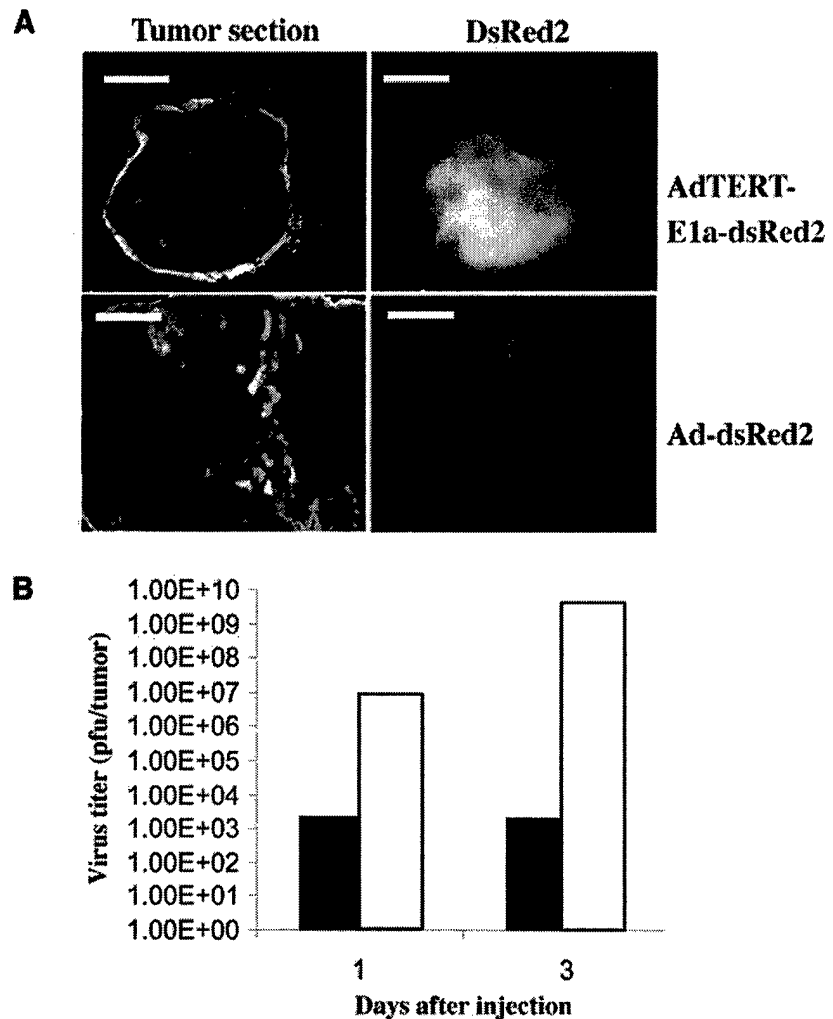 A
Tumor section
DsRed2
AdTERT-
E1a-dsRed2
Ad-dsRed2
B
Virus titer (pfu/tumor)
1.00E+10
1.00E+09
1.00E+08
1.00E+07
1.00E+06
1.00E+05
1.00E+04
1.00E+03
1.00E+02
1.00E+01
1.00E+00
1
3
Days after injection